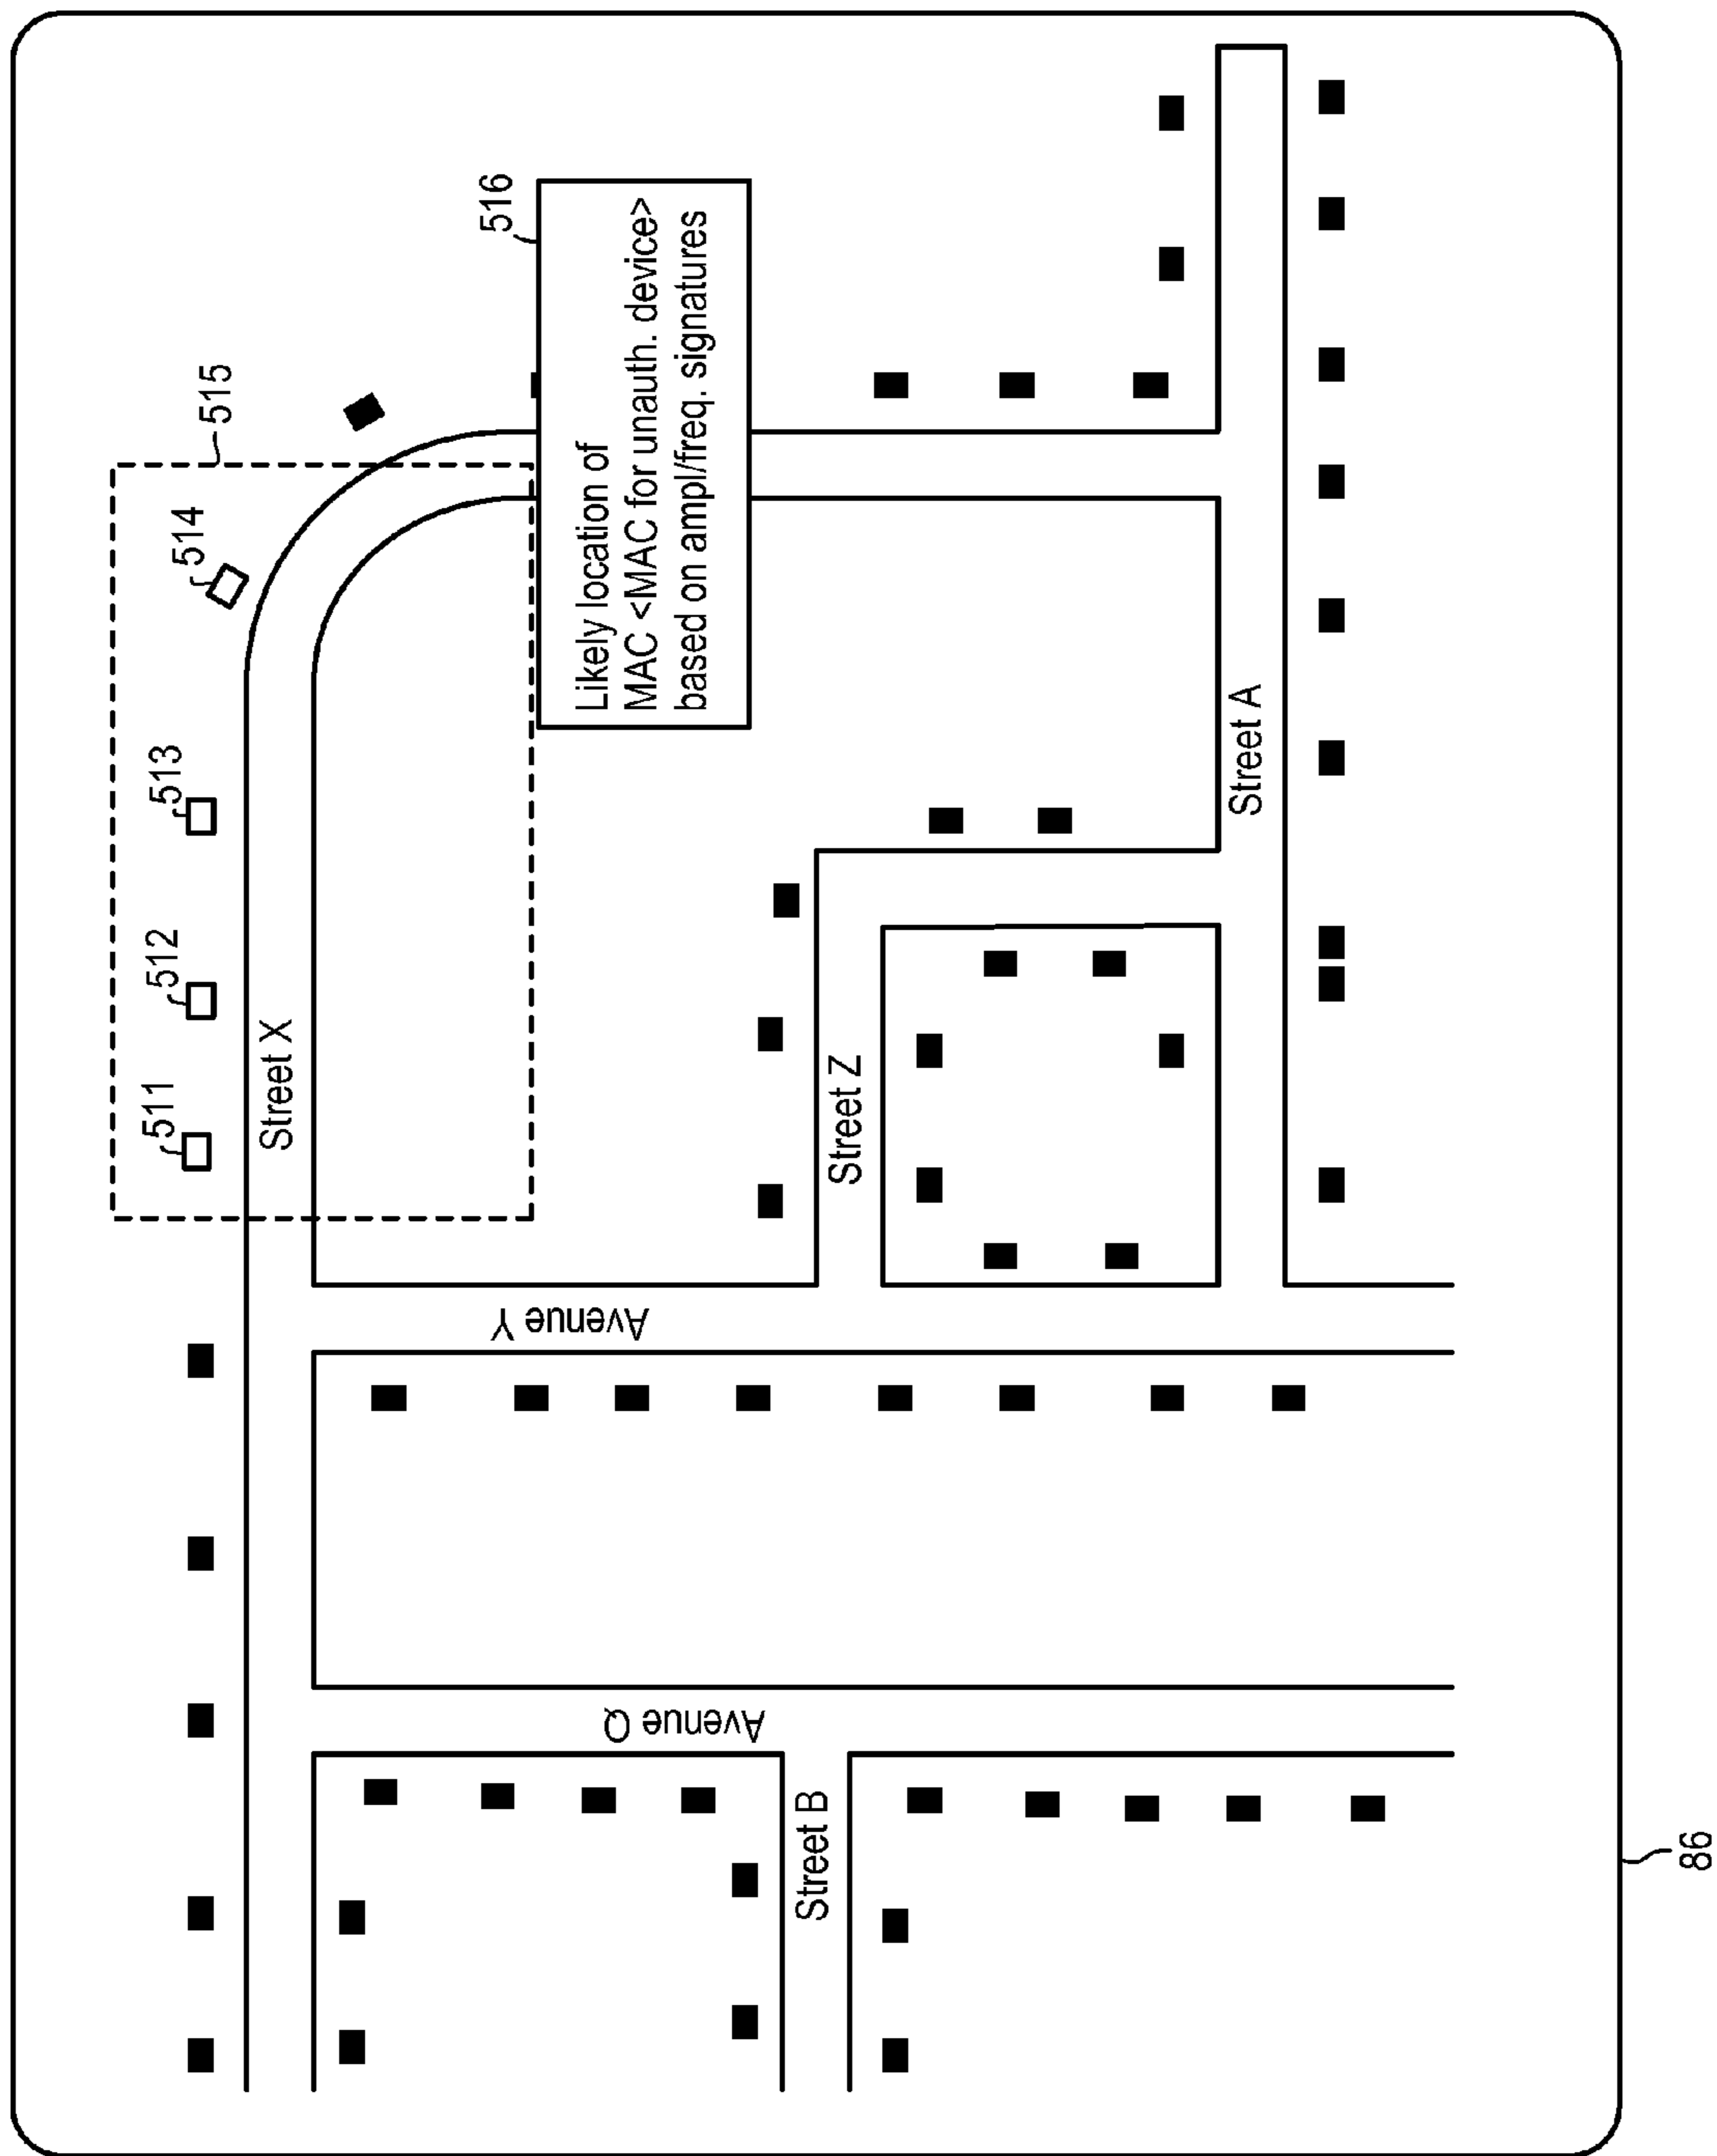 511
512
513
514
515
Street X
516
Likely location of
MAC <MAC for unauth. device>
based on ampl/freq. signatures
Avenue Y
Avenue Q
Street Z
Street B
Street A
86